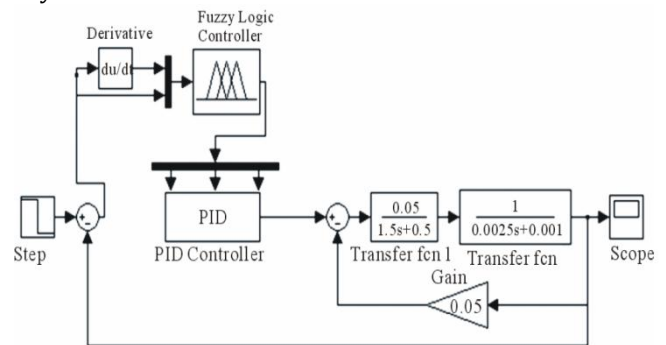 Fuzzy Logic
Controller
Derivative
du/dt
PID
PID Controller
Step
+
-
+
-
0.05
1.5s+0.5
Transfer fcn 1
1
0.0025s+0.001
Transfer fcn
Scope
Gain
0.05